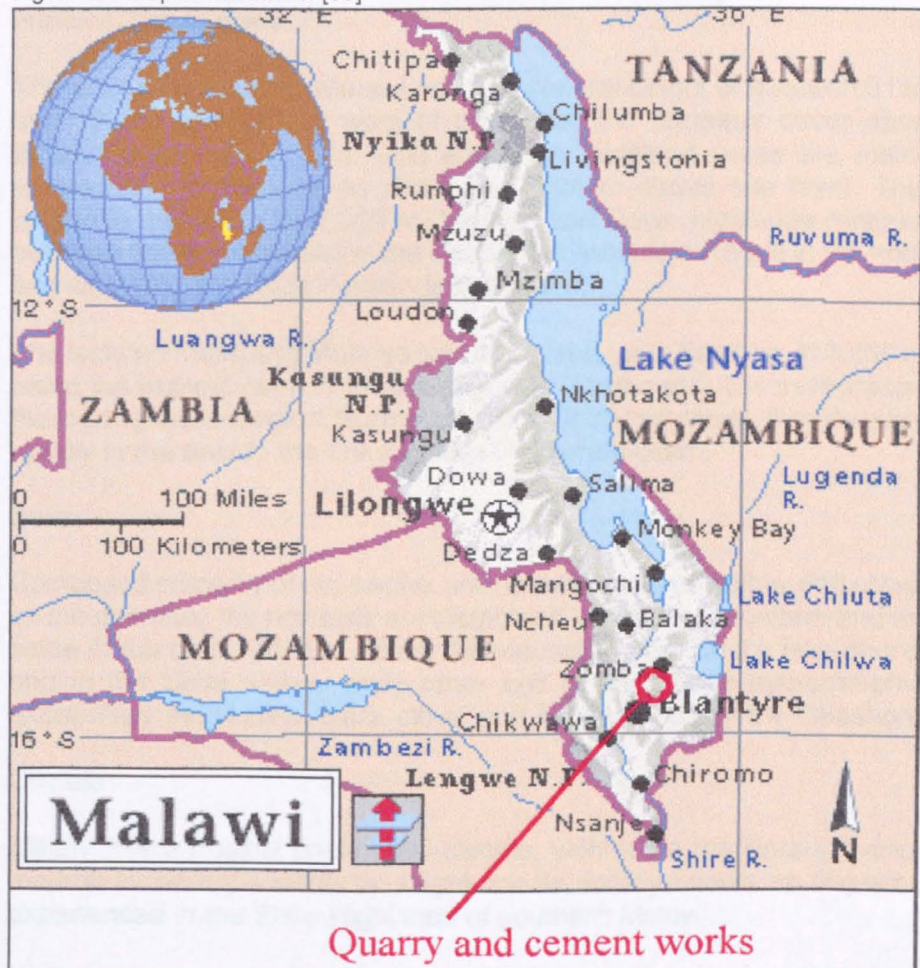 32° E
36° E
Chitipa
Karonga
TANZANIA
Chilumba
Nyika N.P.
Livingstonia
Rumphi
Mzuzu
Ruvuma R.
Mzimba
12° S
Loudon
Luangwa R.
Lake Nyasa
Kasungu
N.P.
Nkhotakota
ZAMBIA
MOZAMBIQUE
Kasungu
Lugenda
R.
Dowa
Salima
0 100 Miles
Lilongwe
0 100 Kilometers
Monkey Bay
Dedza
Mangochi
Lake Chiuta
Ncheu
Balaka
MOZAMBIQUE
Zomba
Lake Chilwa
Blantyre
Chikwawa
16° S
Zambezi R.
Lengwe N.P.
Chiromo
Malawi
Nsanje
N
Shire R.
Quarry and cement works